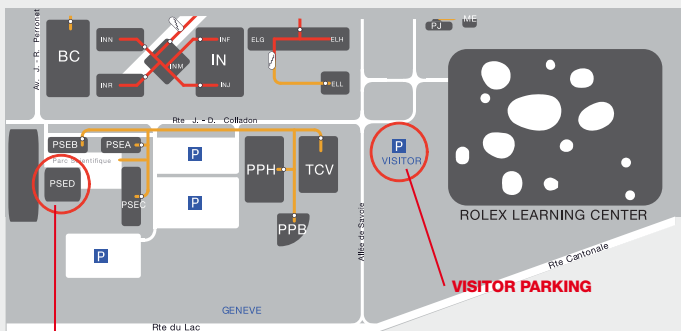 ME
PJ
Av. J. - R. Perronet
BC
INN
INF
ELG
ELH
IN
INM
INR
INJ
ELL
Rte J. - D. Colladon
PSEB
PSEA
P
P
VISITOR
Parc Scientifique
PSED
PSEC
PPH
TCV
P
ROLEX LEARNING CENTER
PPB
Allée de Savoie
P
Rte Cantonale
VISITOR PARKING
GENEVE
Rte du Lac